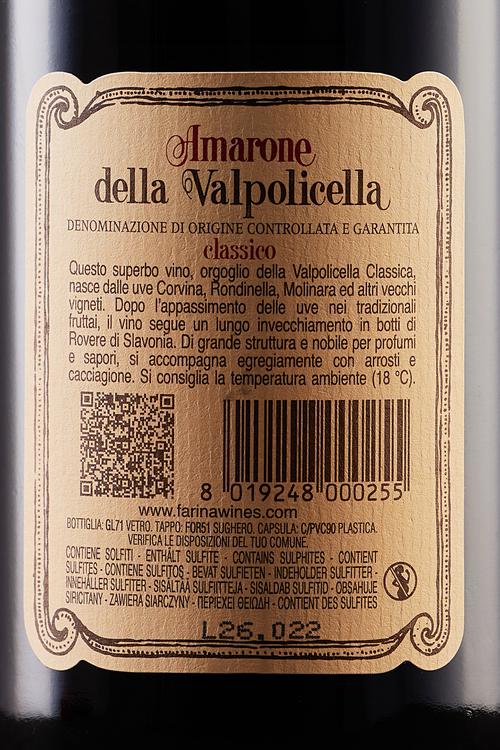 Amarone
della Valpolicella
DENOMINAZIONE DI ORIGINE CONTROLLATA E GARANTITA
classico
Questo superbo vino, orgoglio della Valpolicella Classica,
nasce dalle uve Corvina, Rondinella, Molinara ed altri vecchi
vigneti. Dopo l'appassimento delle uve nei tradizionali
fruttai, il vino segue un lungo invecchiamento in botti di
Rovere di Slavonia. Di grande struttura e nobile per profumi
e sapori, si accompagna egregiamente con arrosti e
cacciagione. Si consiglia la temperatura ambiente (18 °C).
8 019248 000255
www.farinawines.com
BOTTIGLIA: GL71 VETRO. TAPPO: FOR51 SUGHERO. CAPSULA: C/PVC90 PLASTICA.
VERIFICA LE DISPOSIZIONI DEL TUO COMUNE.
CONTIENE SOLFITI - ENTHÄLT SULFITE - CONTAINS SULPHITES - CONTIENT
SULFITES - CONTIENE SULFITOS - BEVAT SULFIETEN - INDEHOLDER SULFITTER -
INNEHÅLLER SULFITER - SISÄLTÄÄ SULFIITTEJA - SISALDAB SULFITID - OBSAHUJE
SIRICITANY - ZAWIERA SIARCZYNY - ΠΕΡΙΕΧΕΙ ΘΕΙΩΔΗ - CONTIENT DES SULFITES
L26.022